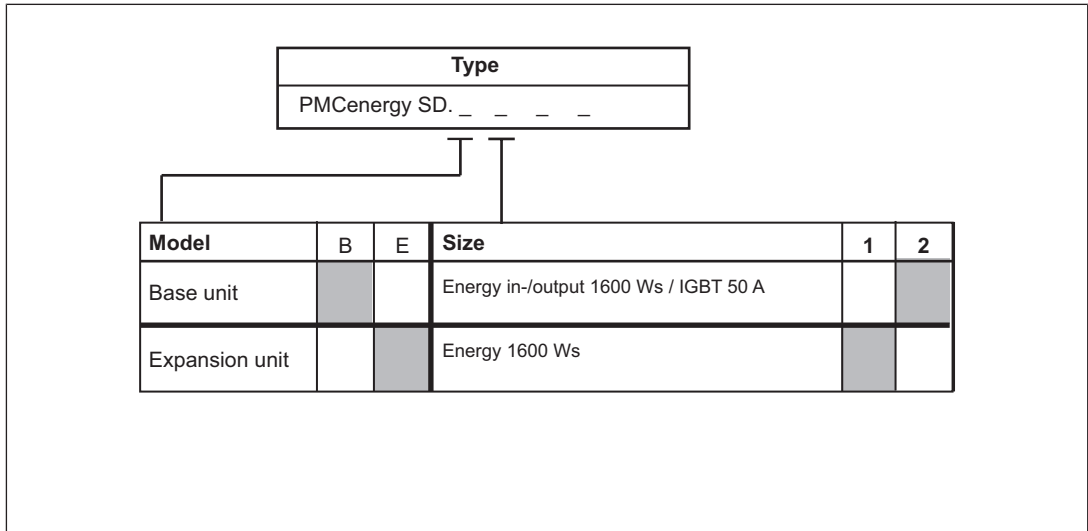 Type
PMCenergy SD. _ _ _ _
Model B E Size 1 2
Base unit Energy in-/output 1600 Ws / IGBT 50 A
Expansion unit Energy 1600 Ws